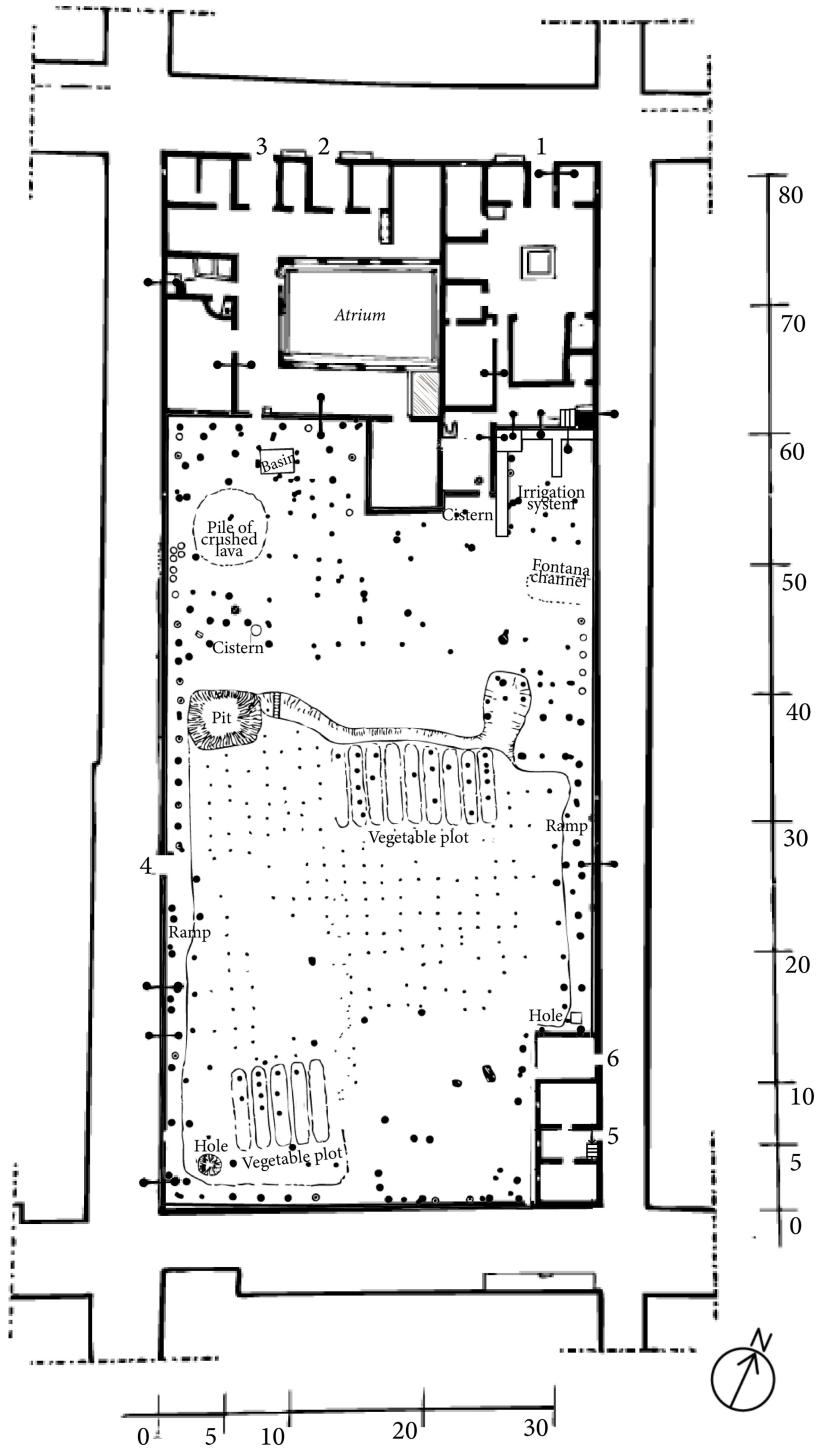 3 2 1
80
Atrium
70
60
Basin
Irrigation
system
Cistern
Pile of
crushed
lava
Fontana
channel
50
Cistern
40
Pit
Ramp
30
Vegetable plot
4
Ramp
20
Hole
6
10
5
5
Hole
Vegetable plot
0
N
0 5 10 20 30